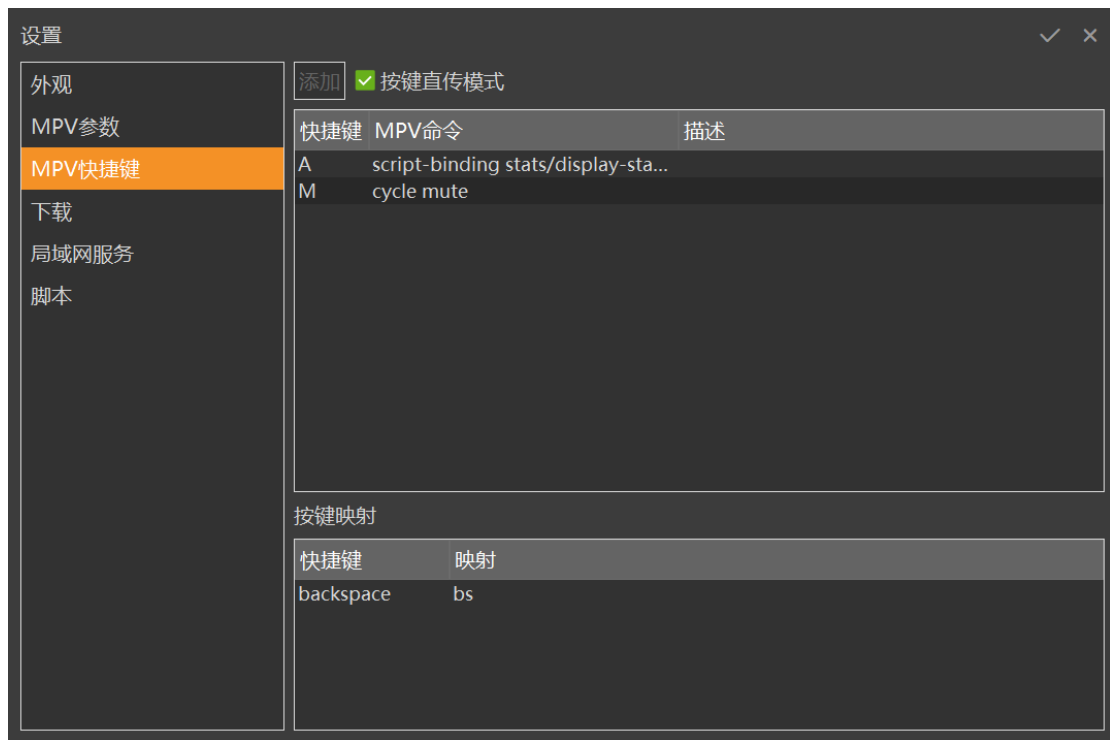 设置
外观
MPV参数
MPV快捷键
下载
局域网服务
脚本
添加 按键直传模式
快捷键 MPV命令 描述
A script-binding stats/display-sta...
M cycle mute
按键映射
快捷键 映射
backspace bs